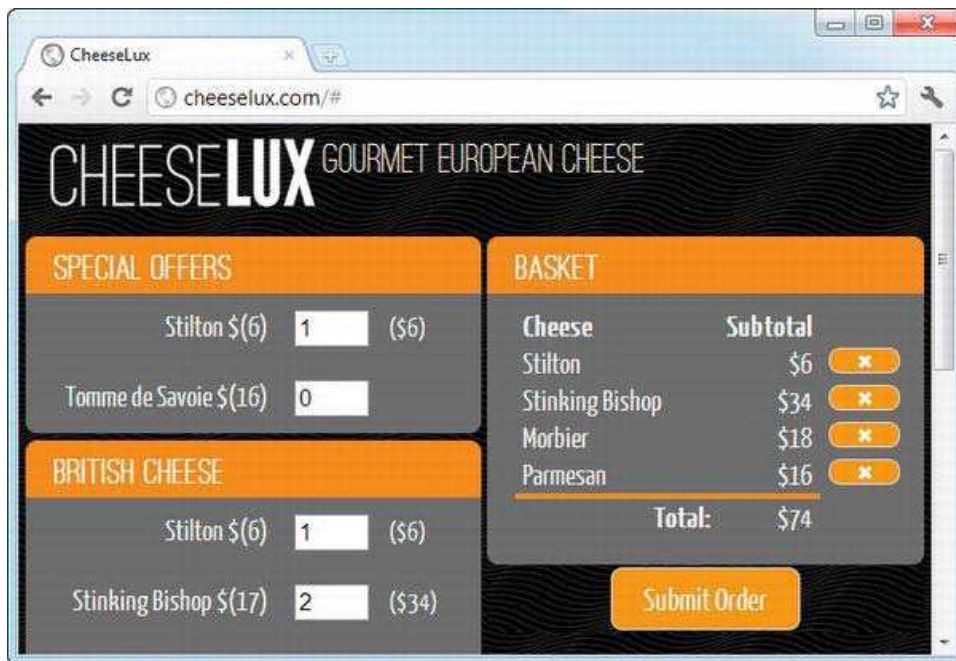 CheeseLux
cheeselux.com/#
CHEESELUX GOURMET EUROPEAN CHEESE
SPECIAL OFFERS
Stilton $(6) 1 ($6)
Tomme de Savoie $(16) 0
BRITISH CHEESE
Stilton $(6) 1 ($6)
Stinking Bishop $(17) 2 ($34)
BASKET
Cheese Subtotal
Stilton $6
Stinking Bishop $34
Morbier $18
Parmesan $16
Total: $74
Submit Order